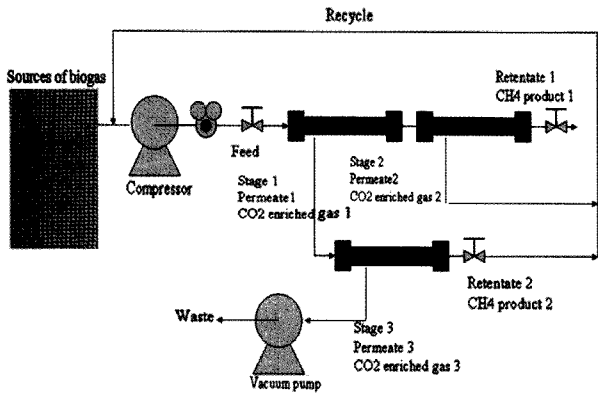 Recycle
Sources of biogas
Retentate 1
CH4 product 1
Feed
Compressor
Stage 1
Permeate1
CO2 enriched gas 1
Stage 2
Permeate2
CO2 enriched gas 2
Retentate 2
CH4 product 2
Waste
Stage 3
Permeate 3
CO2 enriched gas 3
Vacuum pump